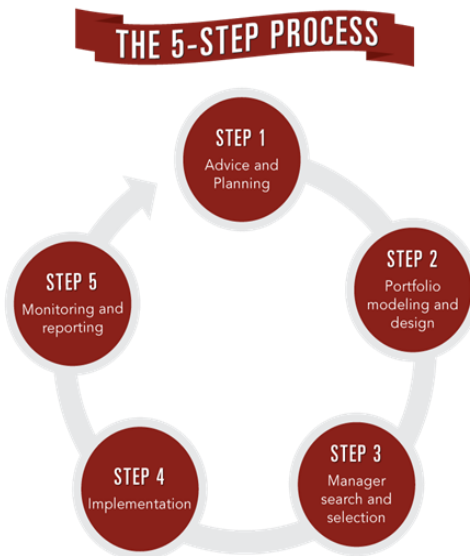 THE 5-STEP PROCESS
STEP 1
Advice and
Planning
STEP 2
Portfolio
modeling and
design
STEP 3
Manager
search and
selection
STEP 4
Implementation
STEP 5
Monitoring and
reporting